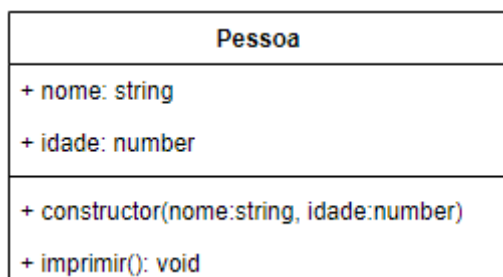 Pessoa
+ nome: string
+ idade: number
+ constructor(nome:string, idade:number)
+ imprimir(): void